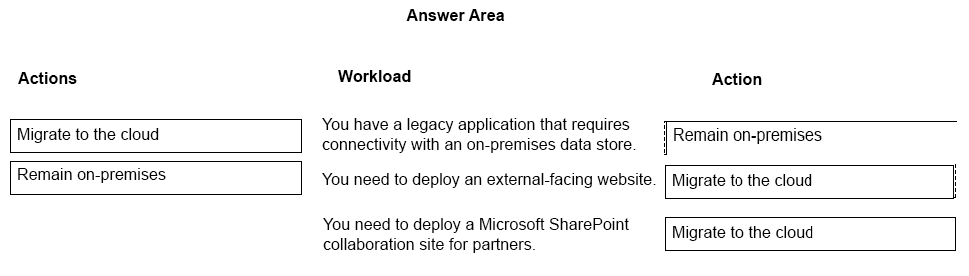 Answer Area
Actions
Workload
Action
Migrate to the cloud
Remain on-premises
You have a legacy application that requires
connectivity with an on-premises data store.
Remain on-premises
You need to deploy an external-facing website.
Migrate to the cloud
You need to deploy a Microsoft SharePoint
collaboration site for partners.
Migrate to the cloud